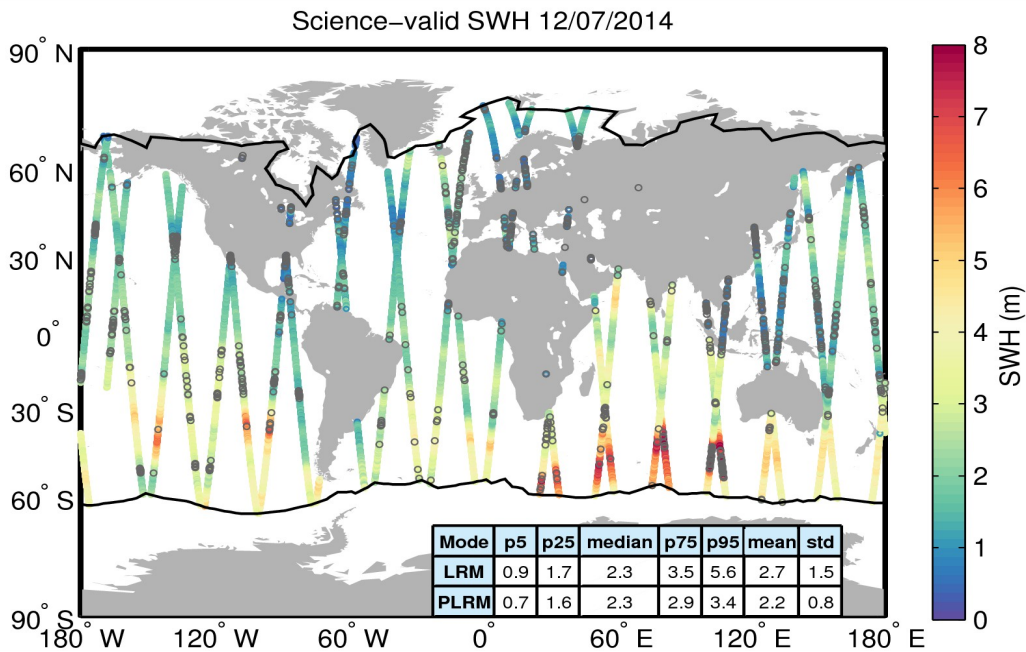 Science−valid SWH 12/07/2014
90° N
60° N
30° N
0°
30° S
60° S
90° S
180° W
120° W
60° W
0°
60° E
120° E
180° E
8
7
6
5
4
3
2
1
0
SWH (m)
Mode p5 p25 median p75 p95 mean std
LRM 0.9 1.7 2.3 3.5 5.6 2.7 1.5
PLRM 0.7 1.6 2.3 2.9 3.4 2.2 0.8